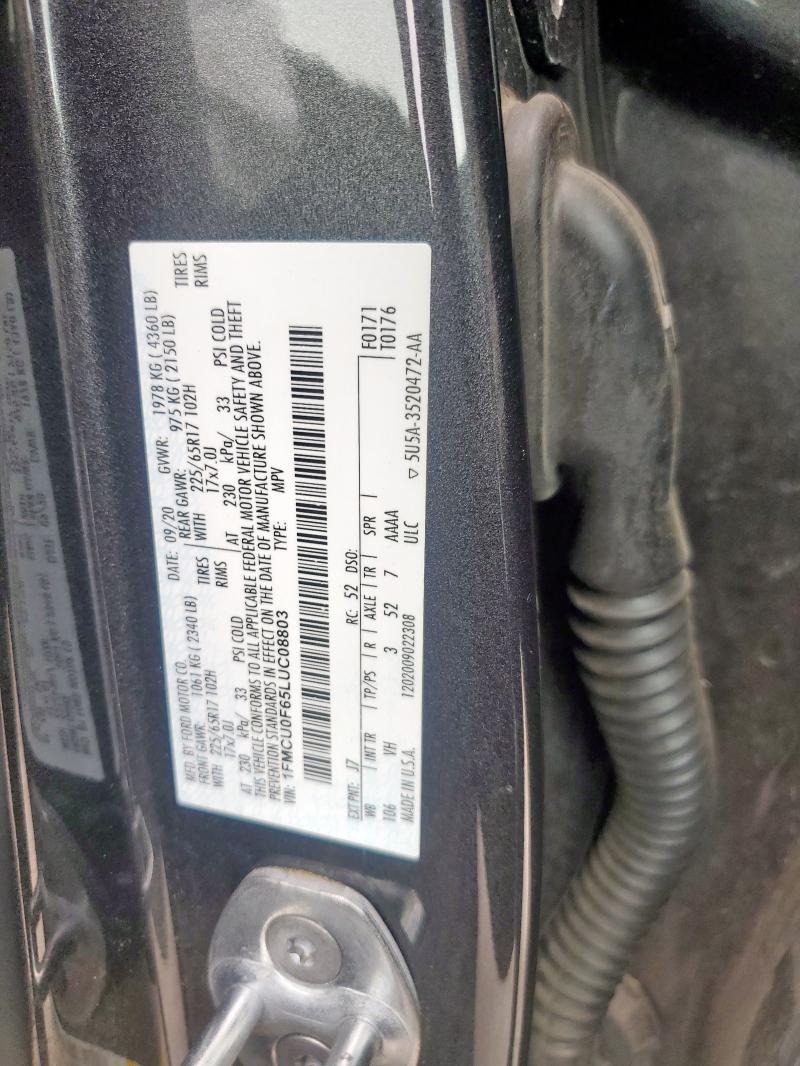 MFD. BY FORD MOTOR CO. DATE: 09/20 GVWR: 1978 KG ( 4360 LB)
FRONT GAWR: 1061 KG ( 2340 LB) REAR GAWR: 975 KG ( 2150 LB)
WITH 225/65R17 102H TIRES WITH 225/65R17 102H TIRES
17x7.0J RIMS 17x7.0J RIMS
AT 230 kPa/ 33 PSI COLD AT 230 kPa/ 33 PSI COLD
THIS VEHICLE CONFORMS TO ALL APPLICABLE FEDERAL MOTOR VEHICLE SAFETY AND THEFT
PREVENTION STANDARDS IN EFFECT ON THE DATE OF MANUFACTURE SHOWN ABOVE.
VIN: 1FMCU0F65LUC08803 TYPE: MPV
EXT PNT: J7 RC: 52 DSO: F0171
WB INT TR TP/PS R AXLE TR SPR T0176
106 VH 3 52 7 AAAA
MADE IN U.S.A. 1202009022308 ULC ▽ 5U5A-3520472-AA